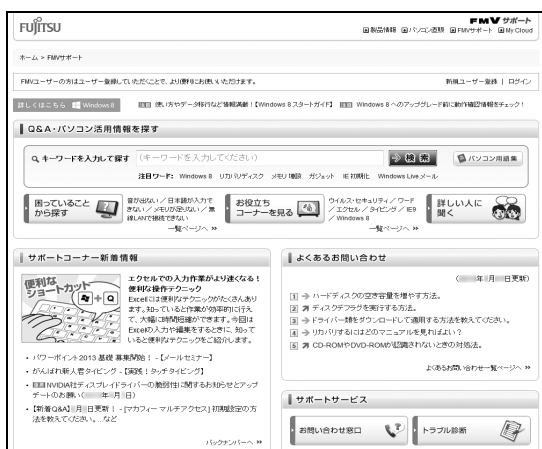 FUJITSU
FMV サポート
製品情報 パソコン直販 FMVサポート My Cloud
ホーム > FMVサポート
FMVユーザーの方はユーザー登録していただくことで、より便利にお使いいただけます。
新規ユーザー登録 | ログイン
詳しくはこちら Windows 8
使い方やデータ移行など情報満載！【Windows 8 スタートガイド】
Windows 8 へのアップグレード前に動作確認情報をチェック！
Q&A・パソコン活用情報を探す
キーワードを入力して探す (キーワードを入力してください) 検索 パソコン用語集
注目ワード: Windows 8 リカバリディスク メモリ増設 ガジェット IE 初期化 Windows Liveメール
困っていること
から探す
音が出ない／日本語が入力で
きない／メモリが足りない／無
線LANで接続できない
一覧ページへ
お役立ち
コーナーを見る
ウイルス・セキュリティ／ワード
／エクセル／タイピング／IE9
／Windows 8
一覧ページへ
詳しい人に
聞く
サポートコーナー新着情報
便利な
ショートカット
+ Q
エクセルでの入力作業がより速くなる！
便利な操作テクニック
Excelには便利なテクニックがたくさんあり
ます。知っていると作業が効率的に行え
て、大幅に時間短縮ができます。今回は
Excelの入力や編集をするときに、知って
いると便利なテクニックをご紹介します。
・パワーポイント2013 基礎 募集開始！ -【メールセミナー】
・がんばれ新人君タイピング -【実践！タッチタイピング】
・NVIDIA社ディスプレイドライバーの脆弱性に関するお知らせとアップ
デートのお願い( 年 月 日)
・【新着Q&A】 月 日更新！ -[マカフィー マルチアクセス] 初期設定の方
法を教えてください。...など
バックナンバーへ
よくあるお問い合わせ
( 年 月 日更新)
1 ハードディスクの空き容量を増やす方法。
2 ディスクデフラグを実行する方法。
3 ドライバー類をダウンロードして適用する方法を教えてください。
4 リカバリするにはどのマニュアルを見ればよい？
5 CD-ROMやDVD-ROMが認識されないときの対処法。
よくあるお問い合わせ一覧ページへ
サポートサービス
お問い合わせ窓口
トラブル診断